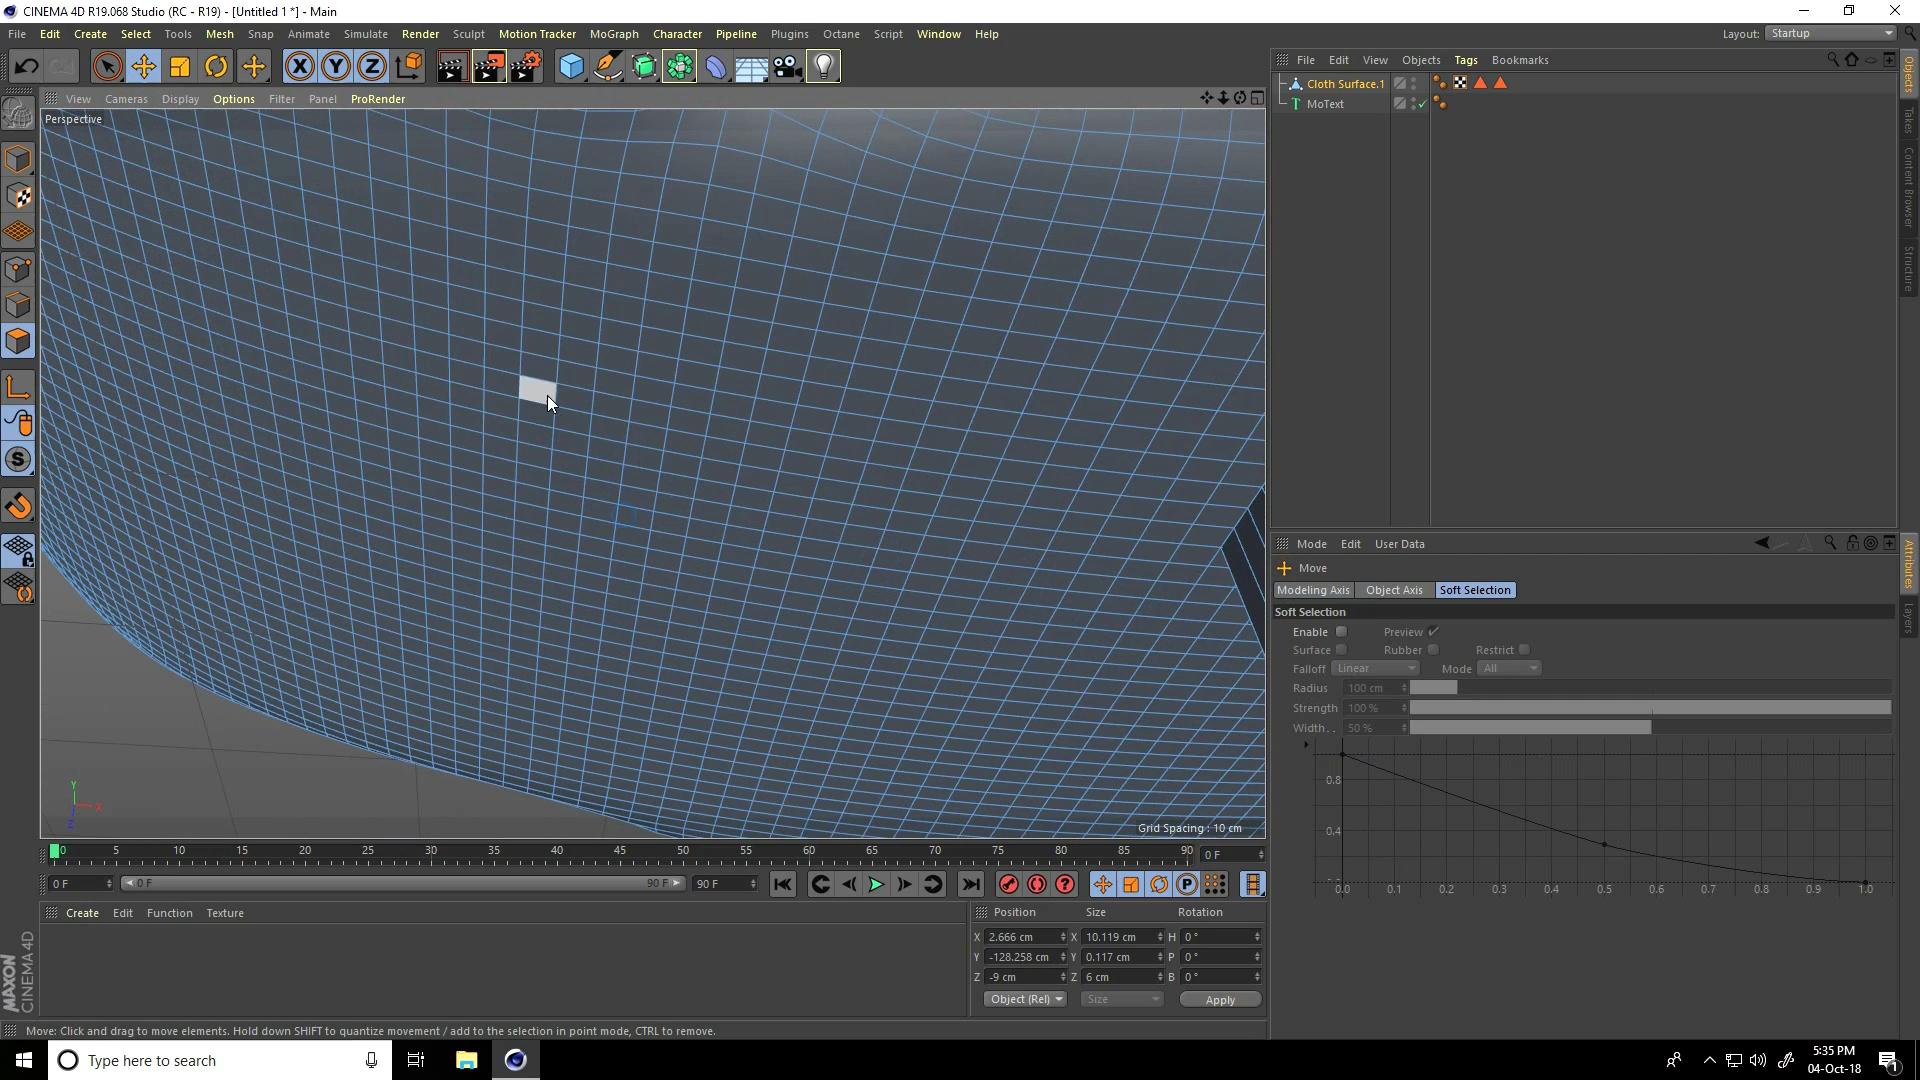 CINEMA 4D R19.068 Studio (RC - R19) - [Untitled 1 *] - Main
File Edit Create Select Tools Mesh Snap Animate Simulate Render Sculpt Motion Tracker MoGraph Character Pipeline Plugins Octane Script Window Help
Layout: Startup
View Cameras Display Options Filter Panel ProRender
Perspective
Grid Spacing : 10 cm
Y
X
Z
File Edit View Objects Tags Bookmarks
Cloth Surface.1
MoText
Objects
Takes
Content Browser
Structure
Mode Edit User Data
Move
Modeling Axis Object Axis Soft Selection
Soft Selection
Enable Preview
Surface Rubber Restrict
Falloff Linear Mode All
Radius 100 cm
Strength 100 %
Width. . 50 %
0.8
0.4
0.0 0.1 0.2 0.3 0.4 0.5 0.6 0.7 0.8 0.9 1.0
Attributes
Layers
0 5 10 15 20 25 30 35 40 45 50 55 60 65 70 75 80 85 90 0 F
0 F 0 F 90 F 90 F
Create Edit Function Texture
Position Size Rotation
X 2.666 cm X 10.119 cm H 0 °
Y -128.258 cm Y 0.117 cm P 0 °
Z -9 cm Z 6 cm B 0 °
Object (Rel) Size Apply
MAXON
CINEMA 4D
Move: Click and drag to move elements. Hold down SHIFT to quantize movement / add to the selection in point mode, CTRL to remove.
Type here to search
5:35 PM
04-Oct-18
1